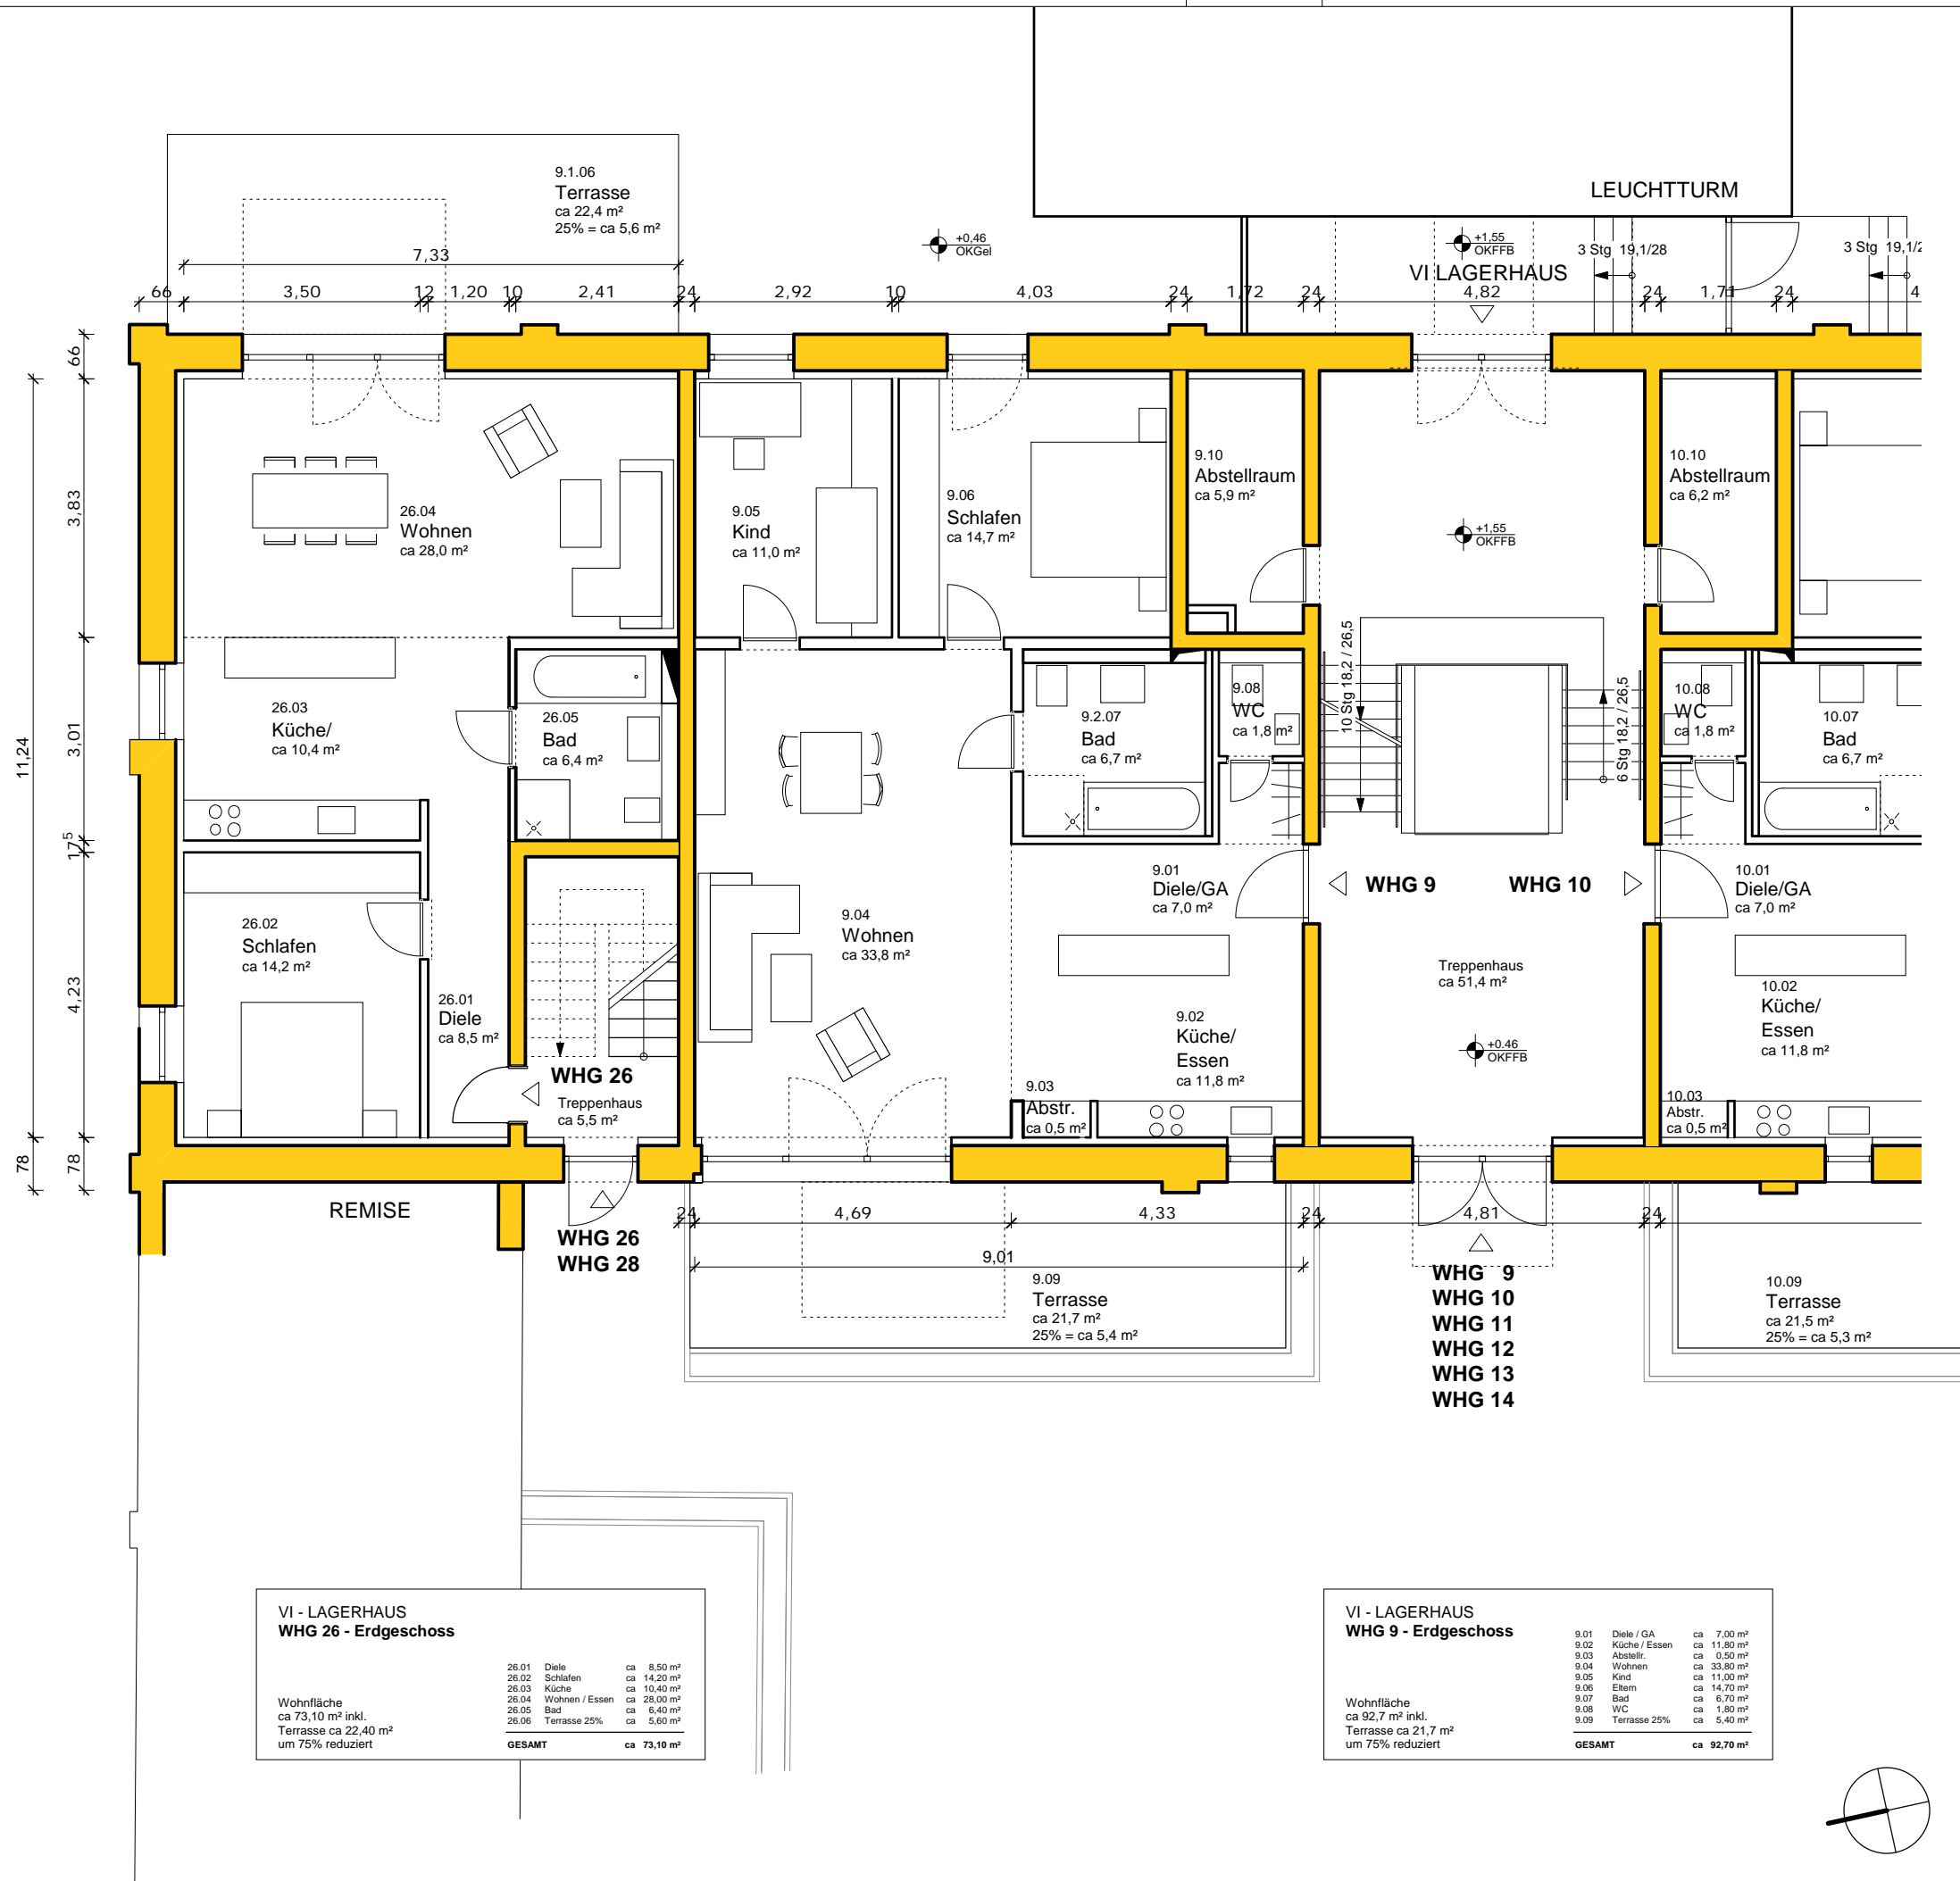 LEUCHTTURM
9.1.06
Terrasse
ca 22,4 m²
25% = ca 5,6 m²
+0,46
OKGel
+1,55
OKFFB
VI LAGERHAUS
3 Stg 19,1/28
3 Stg 19,1/2
7,33
66 3,50 12 1,20 10 2,41 24 2,92 10 4,03 24 1,72 24 4,82 24 1,71 24 4
66
3,83
3,01
11,24
17⁵
4,23
78
78
26.04
Wohnen
ca 28,0 m²
9.05
Kind
ca 11,0 m²
9.06
Schlafen
ca 14,7 m²
9.10
Abstellraum
ca 5,9 m²
+1,55
OKFFB
10.10
Abstellraum
ca 6,2 m²
26.03
Küche/
ca 10,4 m²
26.05
Bad
ca 6,4 m²
9.2.07
Bad
ca 6,7 m²
9.08
WC
ca 1,8 m²
10 Stg 18,2 / 26,5
6 Stg 18,2 / 26,5
10.08
WC
ca 1,8 m²
10.07
Bad
ca 6,7 m²
26.02
Schlafen
ca 14,2 m²
26.01
Diele
ca 8,5 m²
9.04
Wohnen
ca 33,8 m²
9.01
Diele/GA
ca 7,0 m²
WHG 9
WHG 10
10.01
Diele/GA
ca 7,0 m²
Treppenhaus
ca 51,4 m²
+0.46
OKFFB
9.02
Küche/
Essen
ca 11,8 m²
10.02
Küche/
Essen
ca 11,8 m²
WHG 26
Treppenhaus
ca 5,5 m²
9.03
Abstr.
ca 0,5 m²
10.03
Abstr.
ca 0,5 m²
REMISE
WHG 26
WHG 28
24 4,69 4,33 24 4,81 24
9,01
9.09
Terrasse
ca 21,7 m²
25% = ca 5,4 m²
WHG 9
WHG 10
WHG 11
WHG 12
WHG 13
WHG 14
10.09
Terrasse
ca 21,5 m²
25% = ca 5,3 m²
VI - LAGERHAUS
WHG 26 - Erdgeschoss
Wohnfläche
ca 73,10 m² inkl.
Terrasse ca 22,40 m²
um 75% reduziert
26.01 Diele ca 8,50 m²
26.02 Schlafen ca 14,20 m²
26.03 Küche ca 10,40 m²
26.04 Wohnen / Essen ca 28,00 m²
26.05 Bad ca 6,40 m²
26.06 Terrasse 25% ca 5,60 m²
GESAMT ca 73,10 m²
VI - LAGERHAUS
WHG 9 - Erdgeschoss
Wohnfläche
ca 92,7 m² inkl.
Terrasse ca 21,7 m²
um 75% reduziert
9.01 Diele / GA ca 7,00 m²
9.02 Küche / Essen ca 11,80 m²
9.03 Abstellr. ca 0,50 m²
9.04 Wohnen ca 33,80 m²
9.05 Kind ca 11,00 m²
9.06 Eltern ca 14,70 m²
9.07 Bad ca 6,70 m²
9.08 WC ca 1,80 m²
9.09 Terrasse 25% ca 5,40 m²
GESAMT ca 92,70 m²